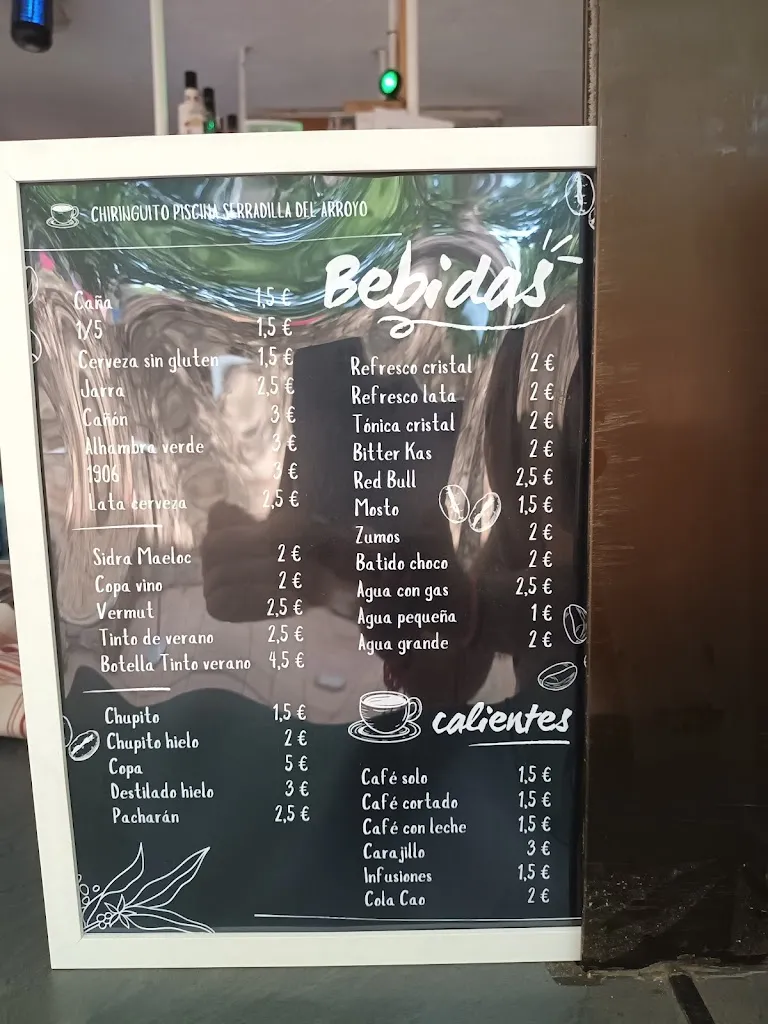 CHIRINGUITO PISCINA SERRADILLA DEL ARROYO
Bebidas
Caña 1,5 €
1/5 1,5 €
Cerveza sin gluten 1,5 €
Jarra 2,5 €
Cañón 3 €
Alhambra verde 3 €
1906 3 €
Lata cerveza 2,5 €
Sidra Maeloc 2 €
Copa vino 2 €
Vermut 2,5 €
Tinto de verano 2,5 €
Botella Tinto verano 4,5 €
Chupito 1,5 €
Chupito hielo 2 €
Copa 5 €
Destilado hielo 3 €
Pacharán 2,5 €
Refresco cristal 2 €
Refresco lata 2 €
Tónica cristal 2 €
Bitter Kas 2 €
Red Bull 2,5 €
Mosto 1,5 €
Zumos 2 €
Batido choco 2 €
Agua con gas 2,5 €
Agua pequeña 1 €
Agua grande 2 €
calientes
Café solo 1,5 €
Café cortado 1,5 €
Café con leche 1,5 €
Carajillo 3 €
Infusiones 1,5 €
Cola Cao 2 €